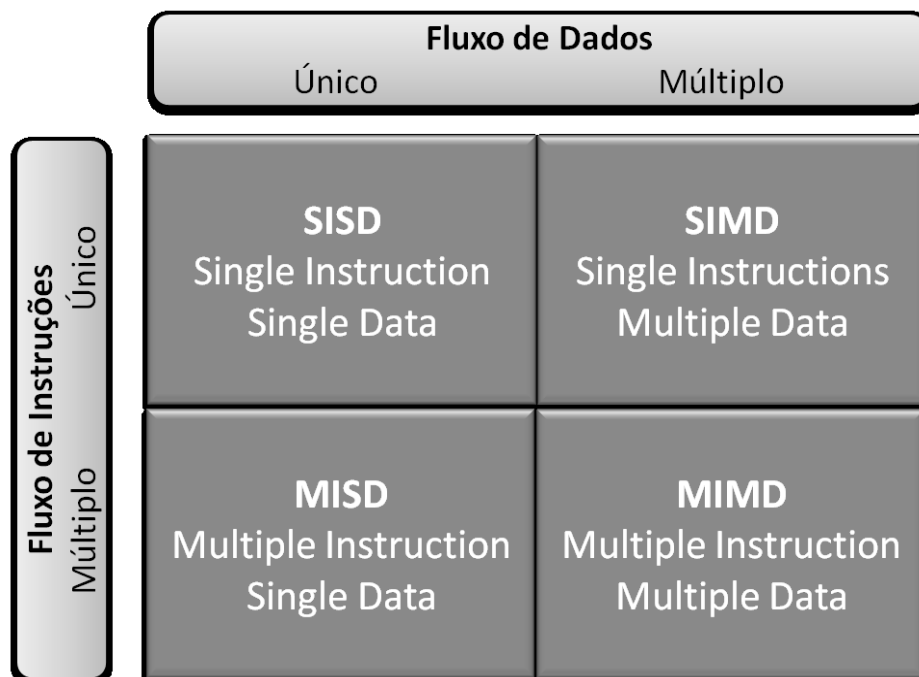 Fluxo de Dados
Único Múltiplo
Fluxo de Instruções
Único
Múltiplo
SISD
Single Instruction
Single Data
SIMD
Single Instructions
Multiple Data
MISD
Multiple Instruction
Single Data
MIMD
Multiple Instruction
Multiple Data